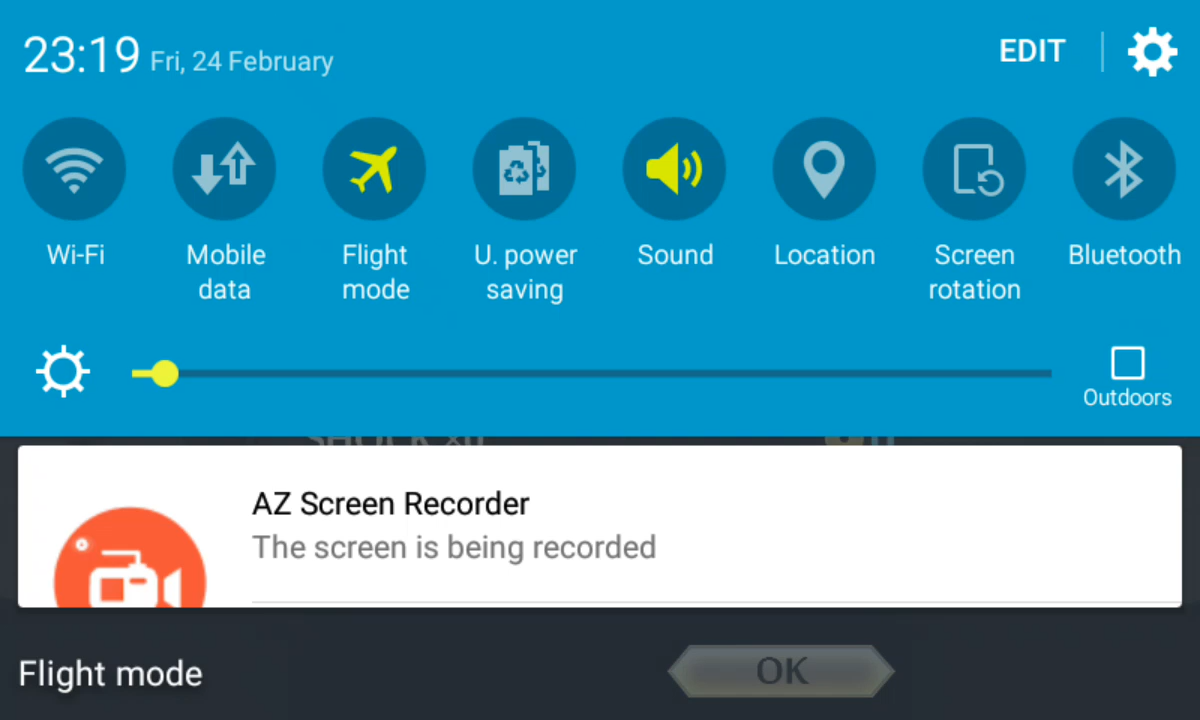 23:19 Fri, 24 February EDIT
Wi-Fi
Mobile
data
Flight
mode
U. power
saving
Sound
Location
Screen
rotation
Bluetooth
Outdoors
AZ Screen Recorder
The screen is being recorded
Flight mode
OK